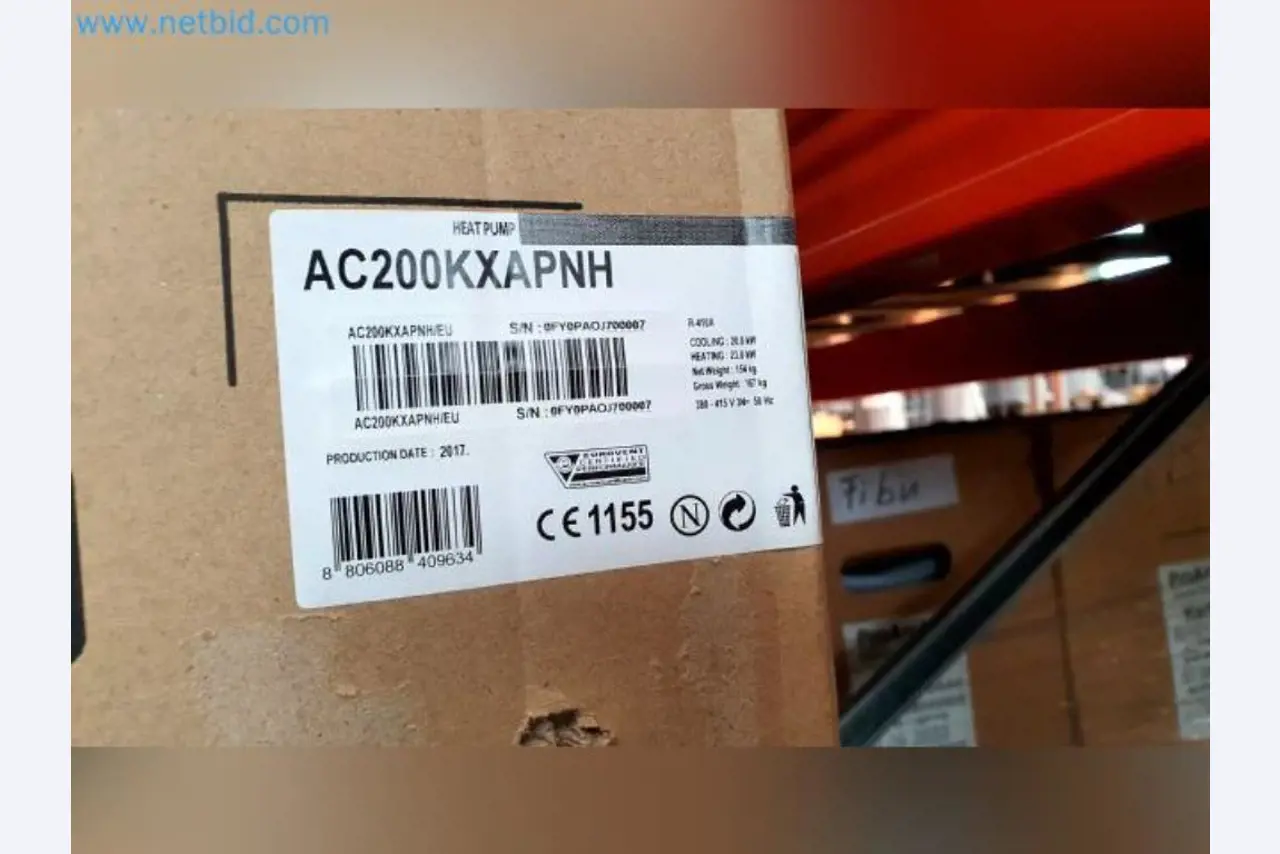 www.netbid.com
HEAT PUMP
AC200KXAPNH
AC200KXAPNH/EU S/N : 0FY0PAOJ700007
AC200KXAPNH/EU S/N : 0FY0PAOJ700007
R-410A
COOLING : 20.0 kW
HEATING : 23.0 kW
Net Weight : 154 kg
Gross Weight : 167 kg
380 - 415 V 3N~ 50 Hz
PRODUCTION DATE : 2017.
EUROVENT
CERTIFIED
PERFORMANCE
CE 1155 N
8 806088 409634
Fibu